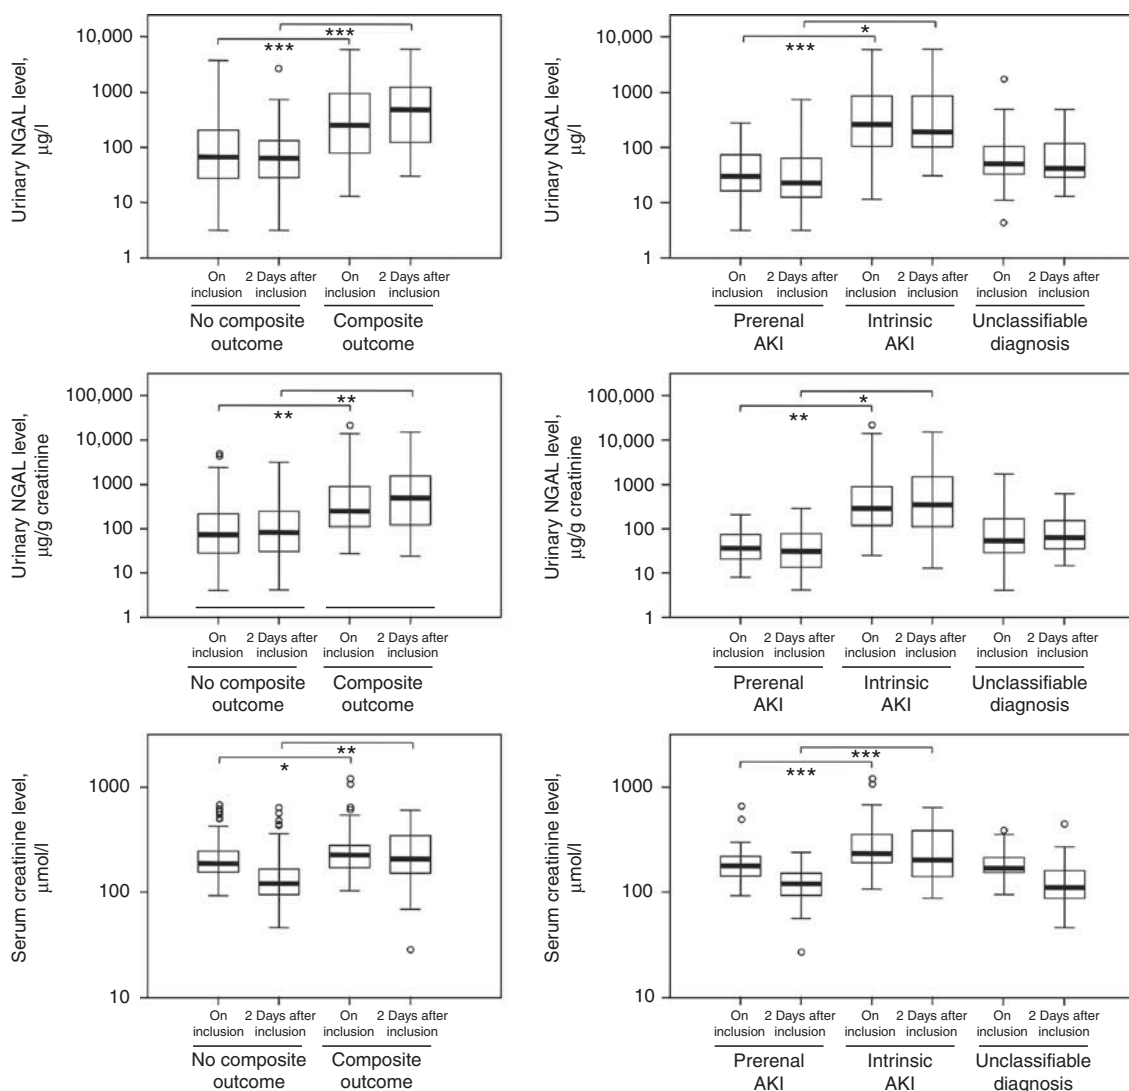 Urinary NGAL level,
µg/l
10,000
1000
100
10
1
***
***
On
inclusion
2 Days after
inclusion
On
inclusion
2 Days after
inclusion
No composite
outcome
Composite
outcome
Urinary NGAL level,
µg/l
10,000
1000
100
10
1
***
*
On
inclusion
2 Days after
inclusion
On
inclusion
2 Days after
inclusion
On
inclusion
2 Days after
inclusion
Prerenal
AKI
Intrinsic
AKI
Unclassifiable
diagnosis
Urinary NGAL level,
µg/g creatinine
100,000
10,000
1000
100
10
1
**
**
On
inclusion
2 Days after
inclusion
On
inclusion
2 Days after
inclusion
No composite
outcome
Composite
outcome
Urinary NGAL level,
µg/g creatinine
100,000
10,000
1000
100
10
1
**
*
On
inclusion
2 Days after
inclusion
On
inclusion
2 Days after
inclusion
On
inclusion
2 Days after
inclusion
Prerenal
AKI
Intrinsic
AKI
Unclassifiable
diagnosis
Serum creatinine level,
µmol/l
1000
100
10
*
**
On
inclusion
2 Days after
inclusion
On
inclusion
2 Days after
inclusion
No composite
outcome
Composite
outcome
Serum creatinine level,
µmol/l
1000
100
10
***
***
On
inclusion
2 Days after
inclusion
On
inclusion
2 Days after
inclusion
On
inclusion
2 Days after
inclusion
Prerenal
AKI
Intrinsic
AKI
Unclassifiable
diagnosis